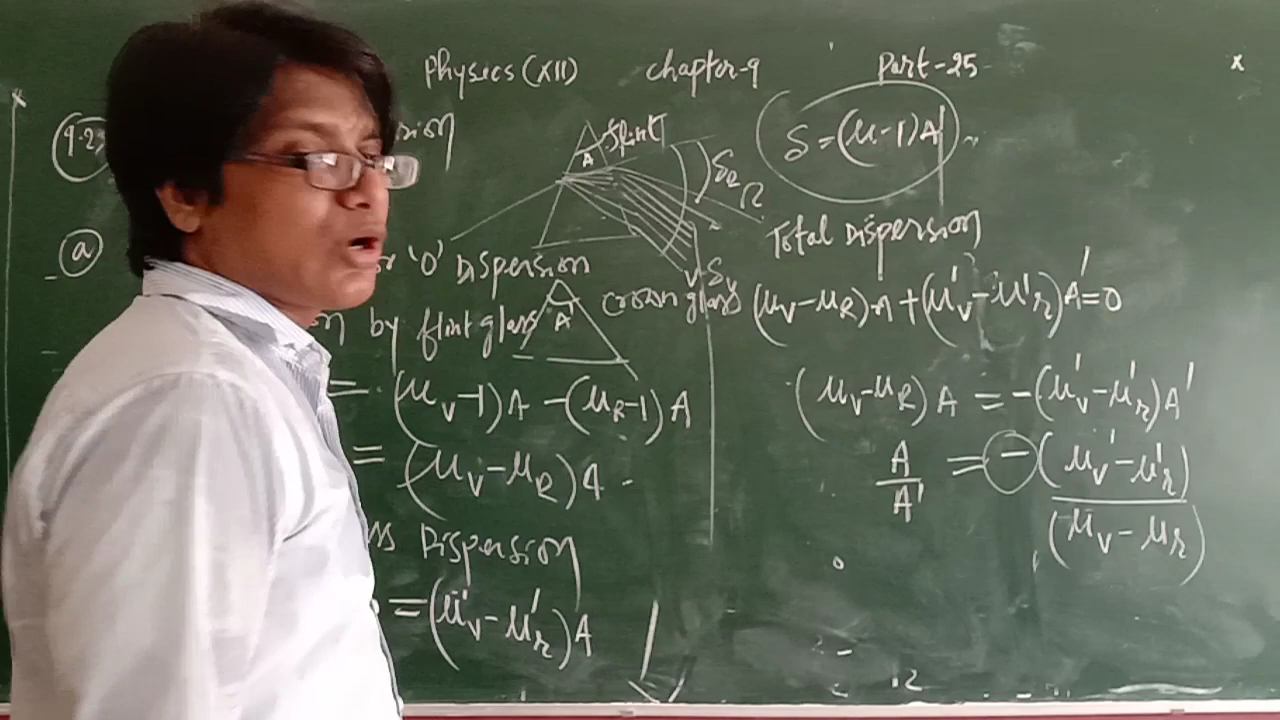 Physics (XII) chapter-9 Part-25
9.2
sion
A flint
δ = (μ-1)A
δR
R
V δv
a
'0' Dispersion
by flint glass
A'
crown glass
= (μv-1)A - (μR-1)A
= (μv-μR)A
ss Dispersion
= (μ'v-μ'r)A
Total Dispersion
(μv-μR)A + (μ'v-μ'r)A' = 0
(μv-μR)A = -(μ'v-μ'r)A'
A/A' = -(μ'v-μ'r)/(μv-μr)